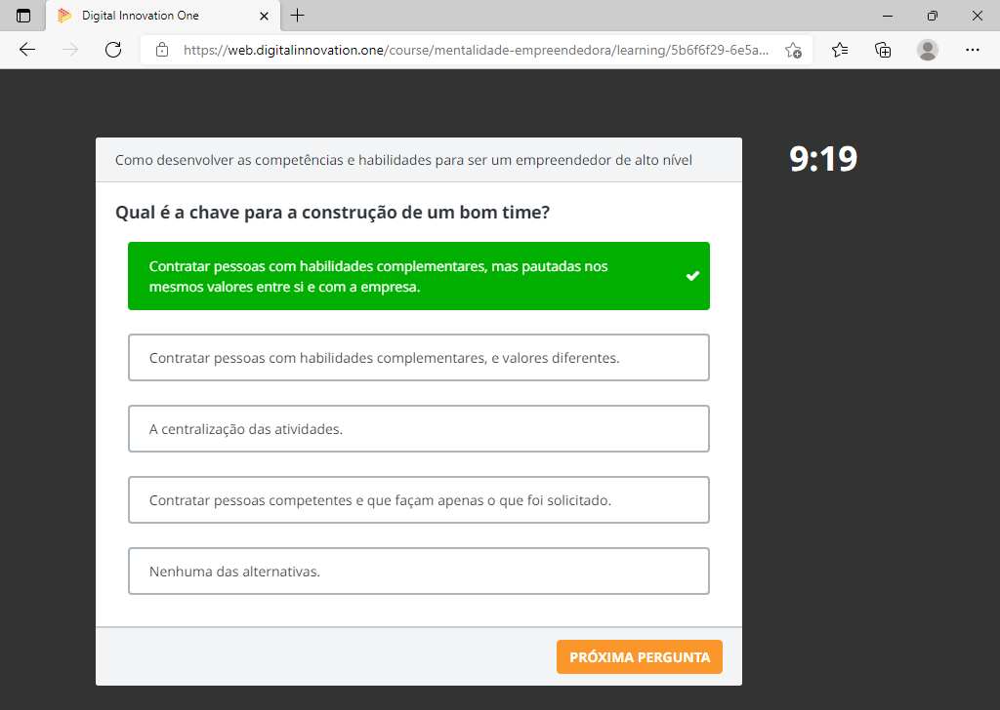 Digital Innovation One
https://web.digitalinnovation.one/course/mentalidade-empreendedora/learning/5b6f6f29-6e5a...
Como desenvolver as competências e habilidades para ser um empreendedor de alto nível
9:19
Qual é a chave para a construção de um bom time?
Contratar pessoas com habilidades complementares, mas pautadas nos
mesmos valores entre si e com a empresa.
Contratar pessoas com habilidades complementares, e valores diferentes.
A centralização das atividades.
Contratar pessoas competentes e que façam apenas o que foi solicitado.
Nenhuma das alternativas.
PRÓXIMA PERGUNTA